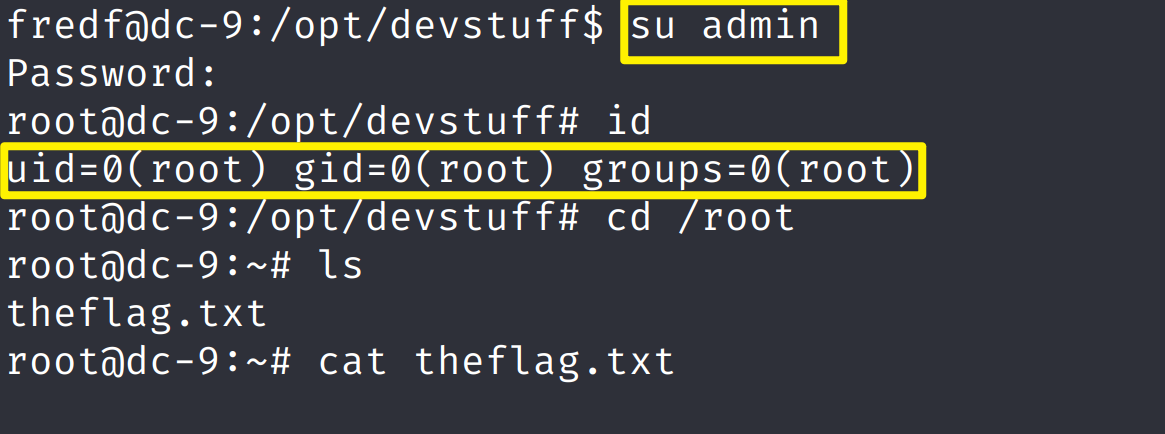 fredf@dc-9:/opt/devstuff$ su admin
Password:
root@dc-9:/opt/devstuff# id
uid=0(root) gid=0(root) groups=0(root)
root@dc-9:/opt/devstuff# cd /root
root@dc-9:~# ls
theflag.txt
root@dc-9:~# cat theflag.txt